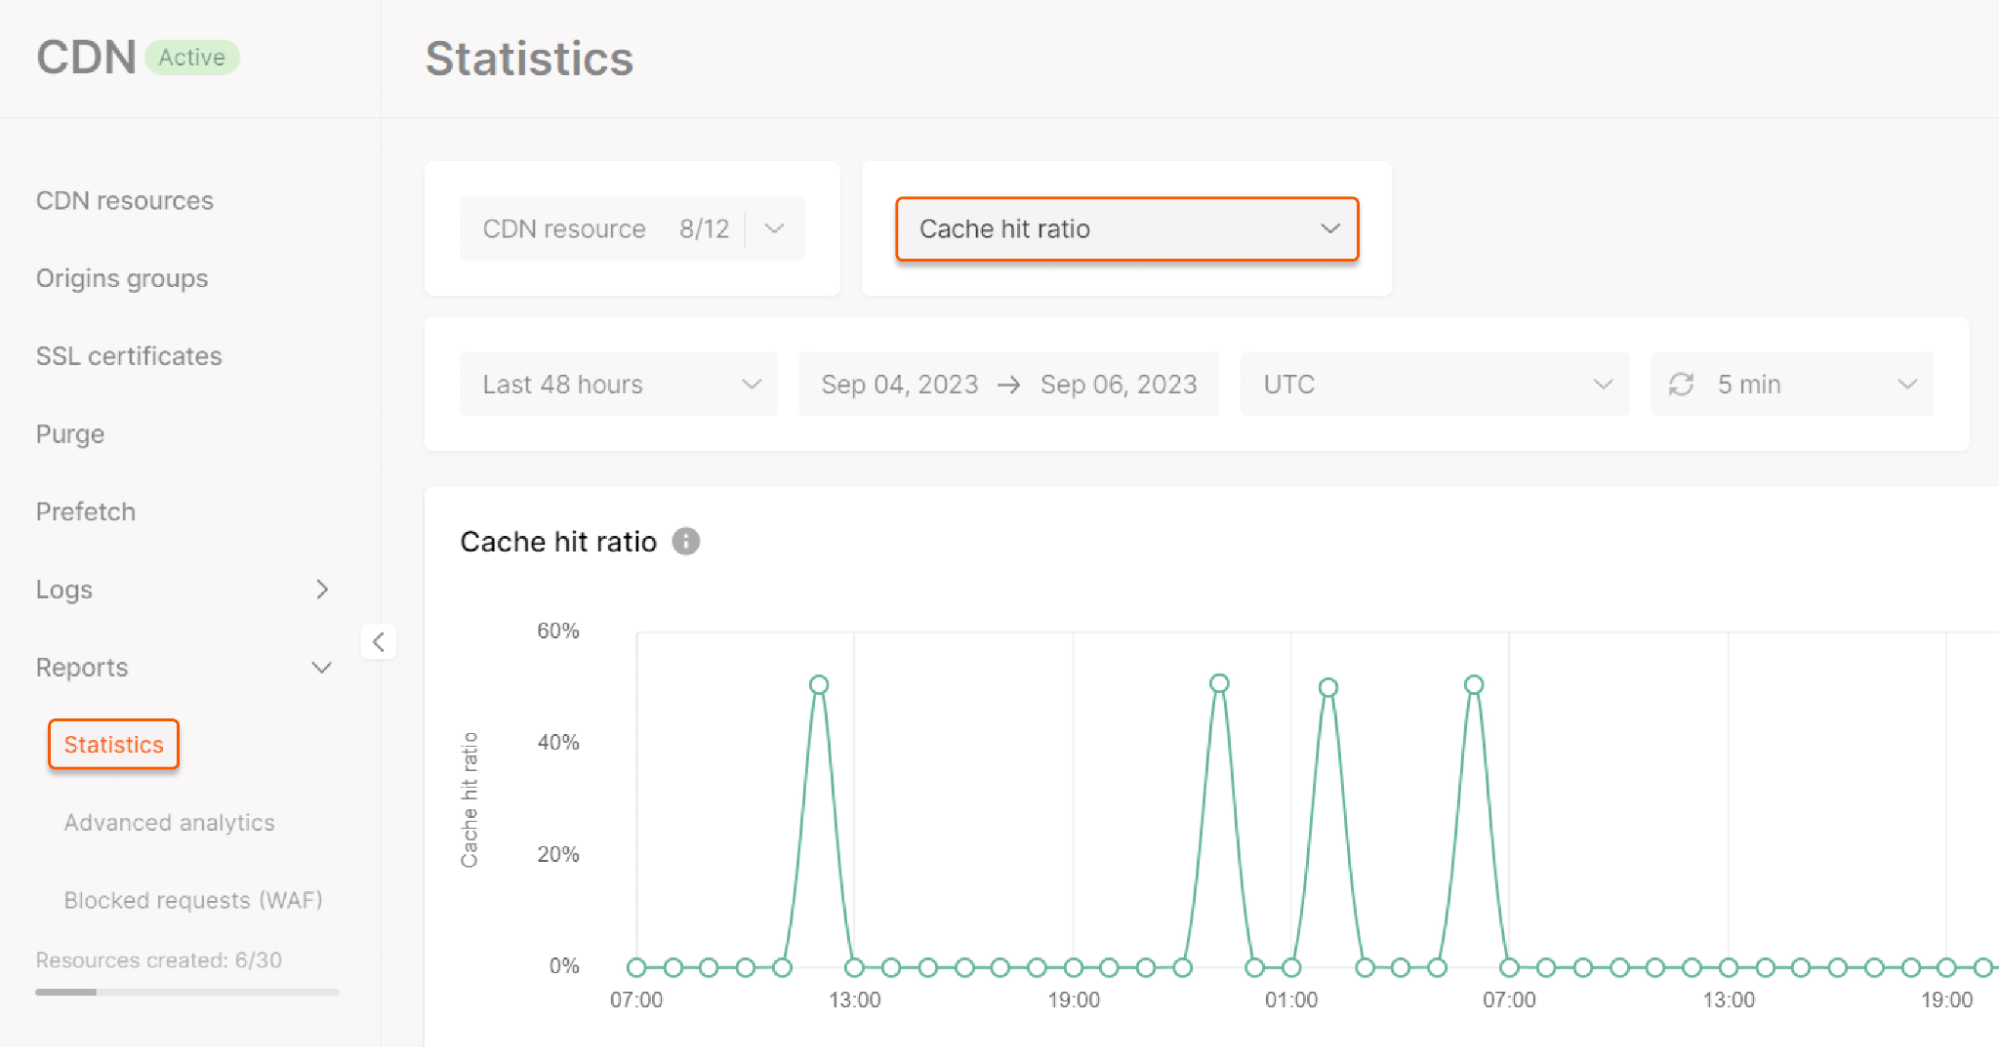 CDN Active
Statistics
CDN resources
Origins groups
SSL certificates
Purge
Prefetch
Logs
Reports
Statistics
Advanced analytics
Blocked requests (WAF)
Resources created: 6/30
CDN resource 8/12
Cache hit ratio
Last 48 hours
Sep 04, 2023 → Sep 06, 2023
UTC
5 min
Cache hit ratio
Cache hit ratio
60%
40%
20%
0%
07:00 13:00 19:00 01:00 07:00 13:00 19:00